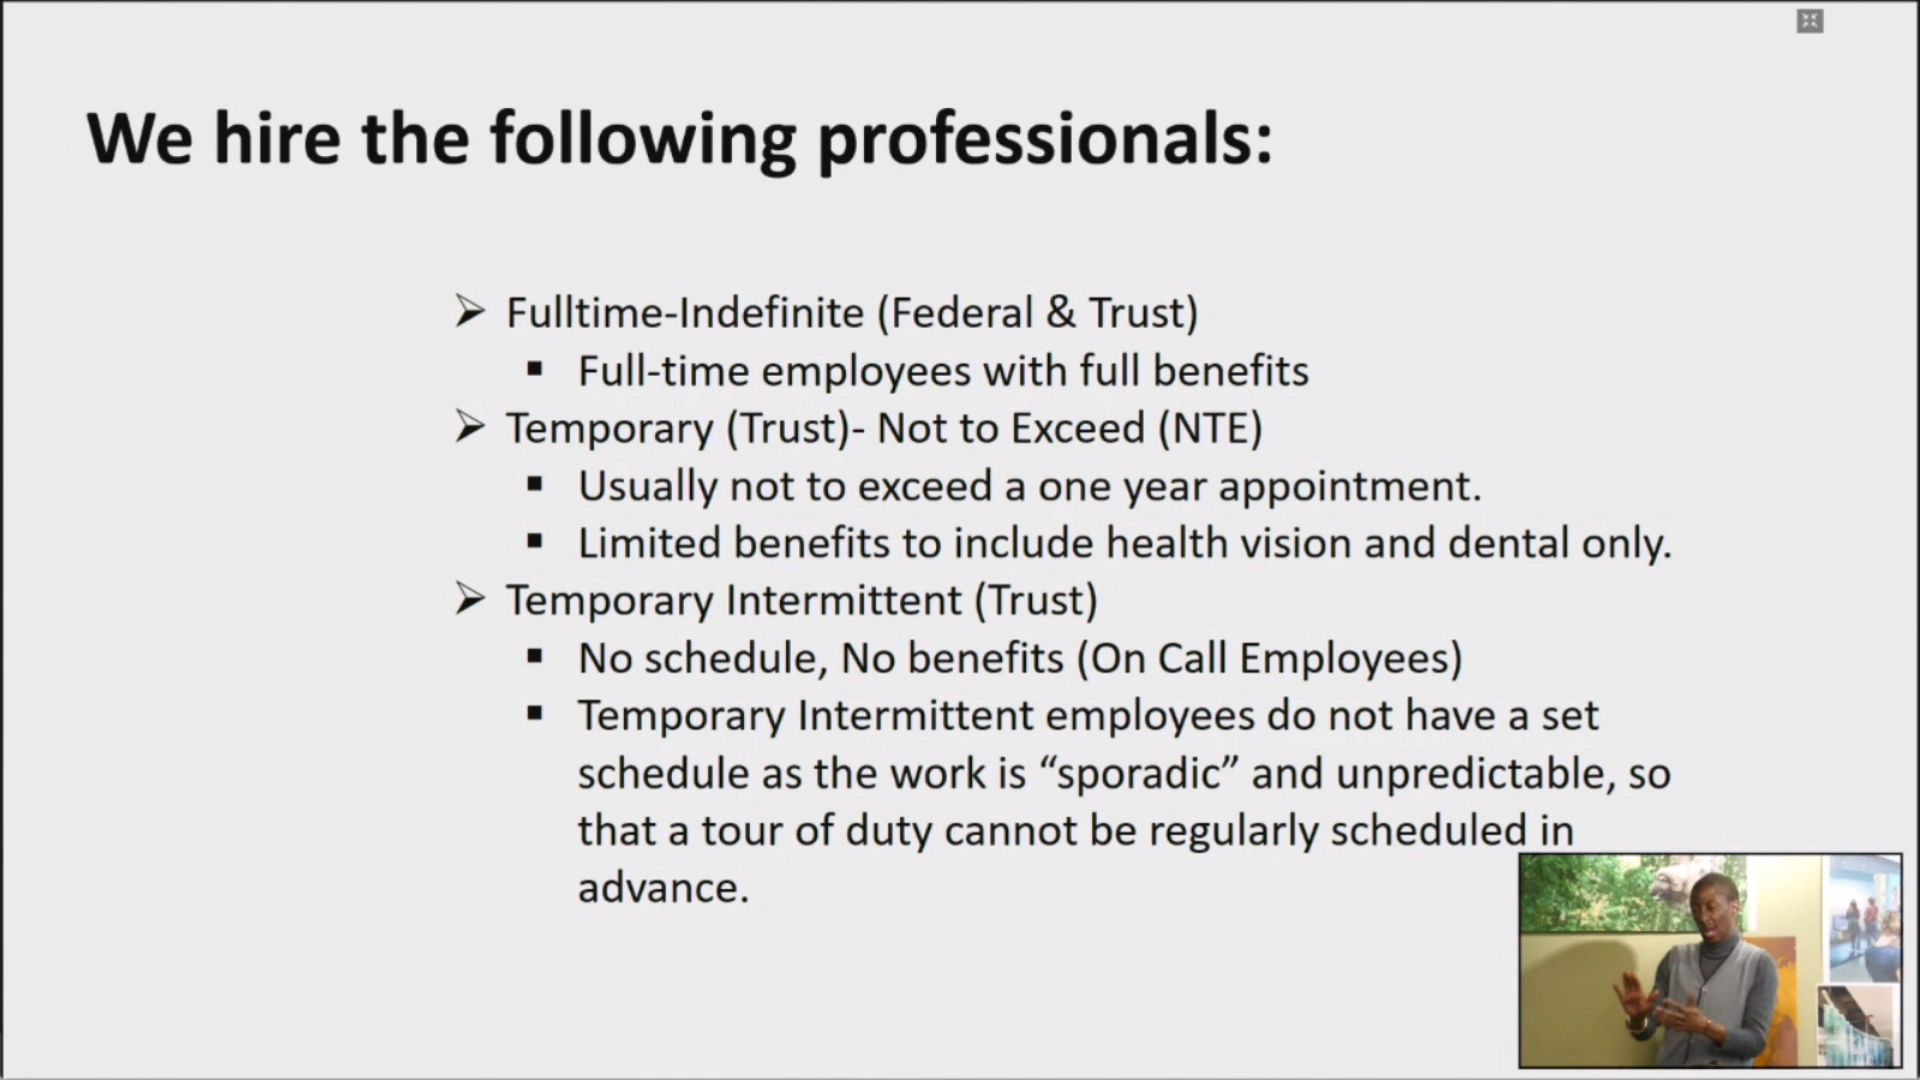 We hire the following professionals:
➢ Fulltime-Indefinite (Federal & Trust)
▪ Full-time employees with full benefits
➢ Temporary (Trust)- Not to Exceed (NTE)
▪ Usually not to exceed a one year appointment.
▪ Limited benefits to include health vision and dental only.
➢ Temporary Intermittent (Trust)
▪ No schedule, No benefits (On Call Employees)
▪ Temporary Intermittent employees do not have a set
schedule as the work is “sporadic” and unpredictable, so
that a tour of duty cannot be regularly scheduled in
advance.